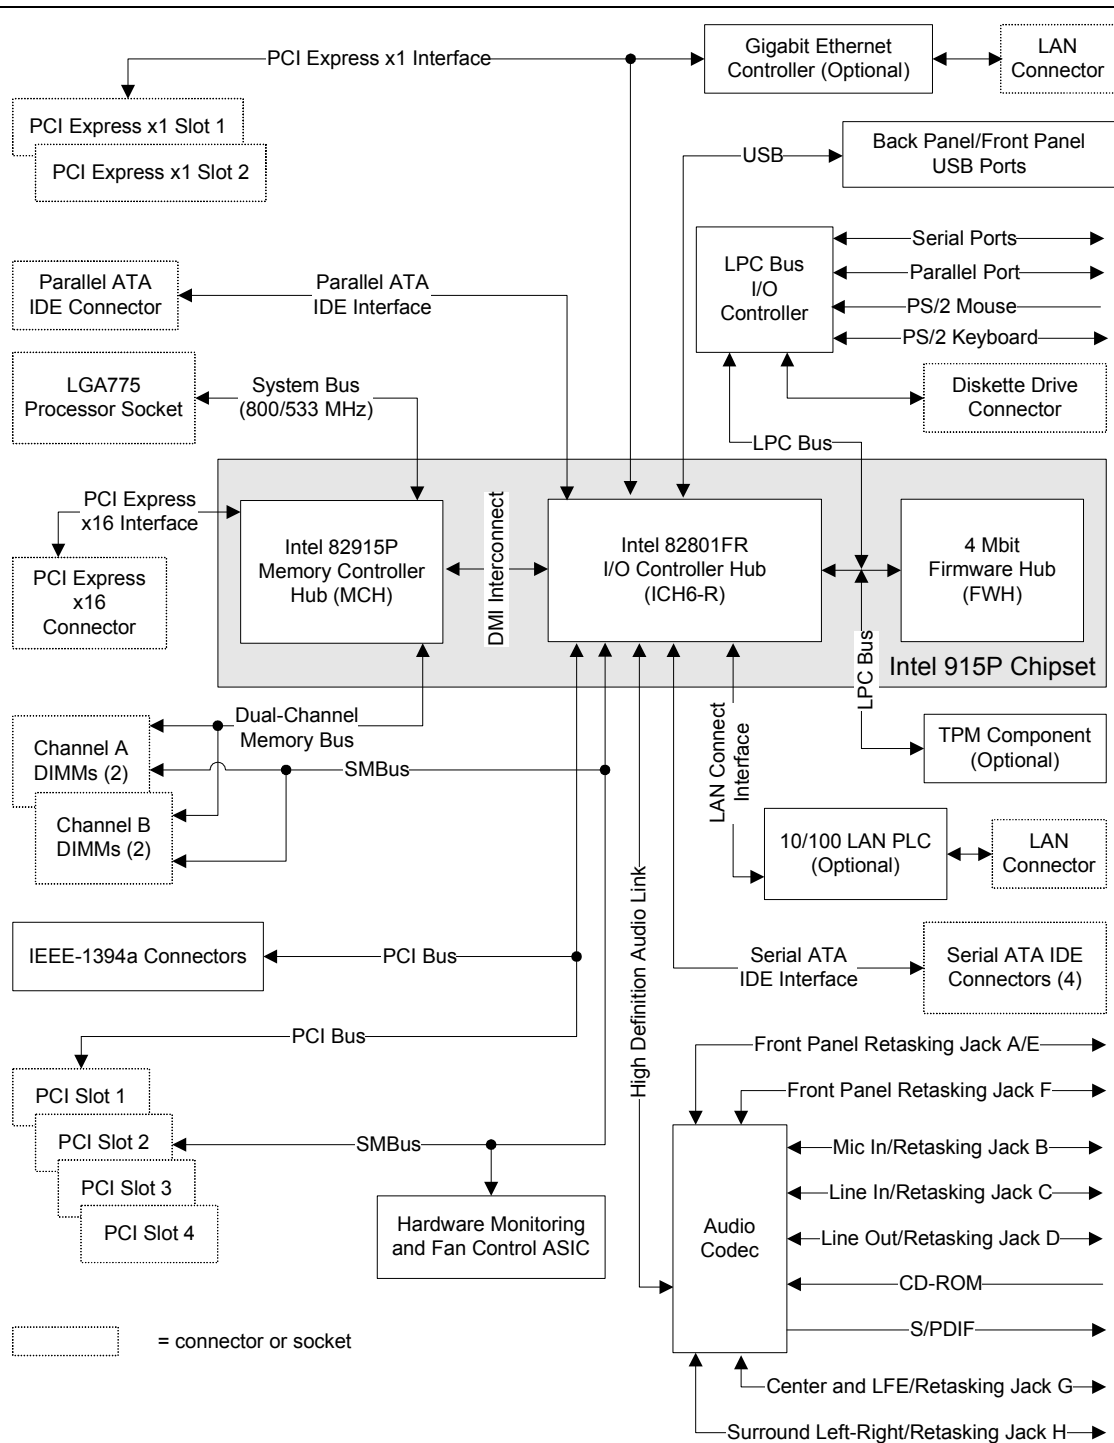 PCI Express x1 Interface
Gigabit Ethernet
Controller (Optional)
LAN
Connector
PCI Express x1 Slot 1
PCI Express x1 Slot 2
USB
Back Panel/Front Panel
USB Ports
LPC Bus
I/O
Controller
Serial Ports
Parallel Port
PS/2 Mouse
PS/2 Keyboard
Parallel ATA
IDE Connector
Parallel ATA
IDE Interface
LGA775
Processor Socket
System Bus
(800/533 MHz)
Diskette Drive
Connector
LPC Bus
PCI Express
x16 Interface
PCI Express
x16
Connector
Intel 82915P
Memory Controller
Hub (MCH)
DMI Interconnect
Intel 82801FR
I/O Controller Hub
(ICH6-R)
4 Mbit
Firmware Hub
(FWH)
LPC Bus
Intel 915P Chipset
Dual-Channel
Memory Bus
Channel A
DIMMs (2)
SMBus
Channel B
DIMMs (2)
LAN Connect
Interface
TPM Component
(Optional)
10/100 LAN PLC
(Optional)
LAN
Connector
High Definition Audio Link
IEEE-1394a Connectors
PCI Bus
Serial ATA
IDE Interface
Serial ATA IDE
Connectors (4)
PCI Bus
PCI Slot 1
PCI Slot 2
PCI Slot 3
PCI Slot 4
SMBus
Hardware Monitoring
and Fan Control ASIC
Front Panel Retasking Jack A/E
Front Panel Retasking Jack F
Audio
Codec
Mic In/Retasking Jack B
Line In/Retasking Jack C
Line Out/Retasking Jack D
CD-ROM
S/PDIF
Center and LFE/Retasking Jack G
Surround Left-Right/Retasking Jack H
= connector or socket